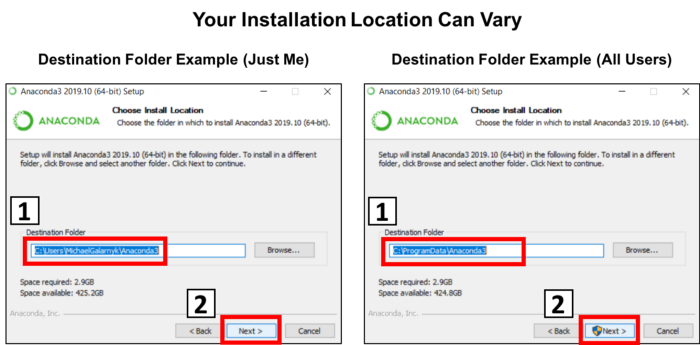 Your Installation Location Can Vary
Destination Folder Example (Just Me)
Anaconda3 2019.10 (64-bit) Setup
ANACONDA
Choose Install Location
Choose the folder in which to install Anaconda3 2019.10 (64-bit).
Setup will install Anaconda3 2019.10 (64-bit) in the following folder. To install in a different
folder, click Browse and select another folder. Click Next to continue.
1
Destination Folder
C:\Users\MichaelGalarnyk\Anaconda3
Browse...
Space required: 2.9GB
Space available: 425.2GB
2
Anaconda, Inc.
< Back
Next >
Cancel
Destination Folder Example (All Users)
Anaconda3 2019.10 (64-bit) Setup
ANACONDA
Choose Install Location
Choose the folder in which to install Anaconda3 2019.10 (64-bit).
Setup will install Anaconda3 2019.10 (64-bit) in the following folder. To install in a different
folder, click Browse and select another folder. Click Next to continue.
1
Destination Folder
C:\ProgramData\Anaconda3
Browse...
Space required: 2.9GB
Space available: 424.8GB
2
Anaconda, Inc.
< Back
Next >
Cancel